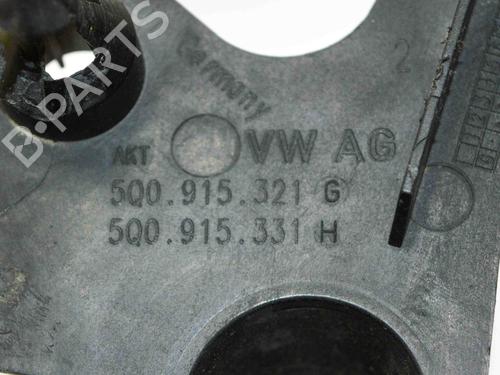 Germany
2
B-PARTS
AKT VW AG
5Q0.915.321 G
5Q0.915.331 H